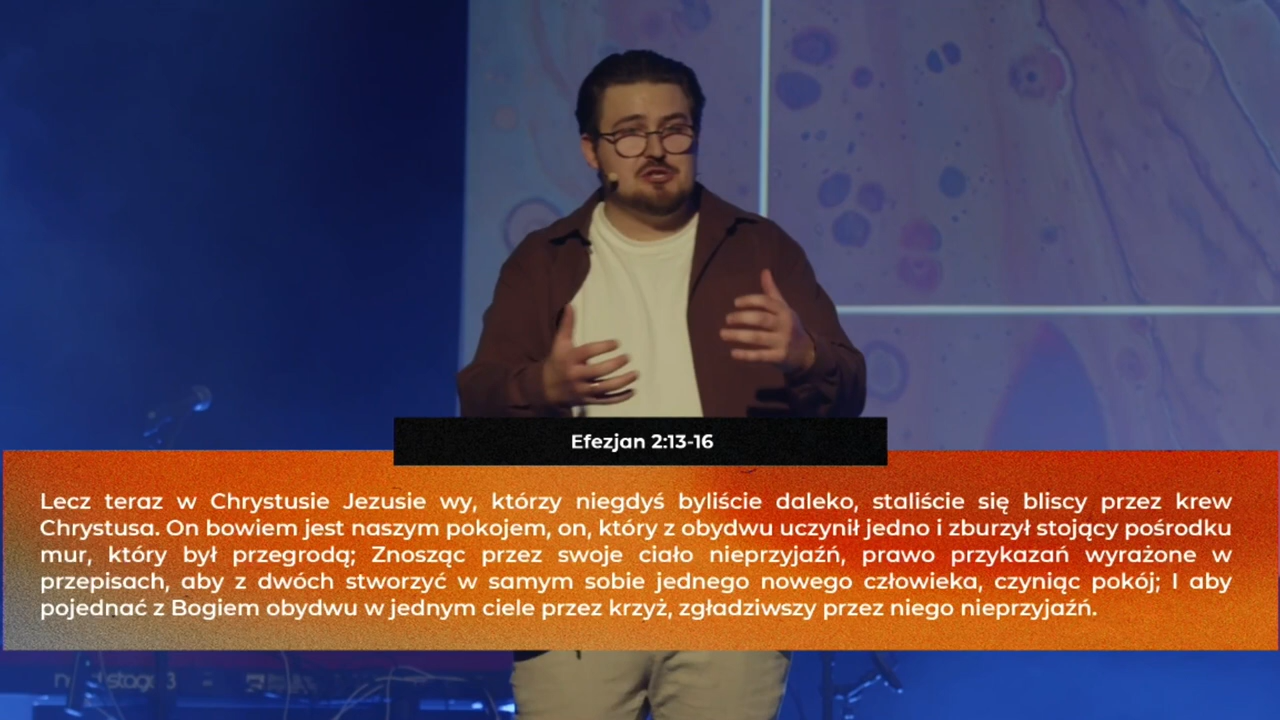 Efezjan 2:13-16
Lecz teraz w Chrystusie Jezusie wy, którzy niegdyś byliście daleko, staliście się bliscy przez krew
Chrystusa. On bowiem jest naszym pokojem, on, który z obydwu uczynił jedno i zburzył stojący pośrodku
mur, który był przegrodą; Znosząc przez swoje ciało nieprzyjaźń, prawo przykazań wyrażone w
przepisach, aby z dwóch stworzyć w samym sobie jednego nowego człowieka, czyniąc pokój; I aby
pojednać z Bogiem obydwu w jednym ciele przez krzyż, zgładziwszy przez niego nieprzyjaźń.
stage 3